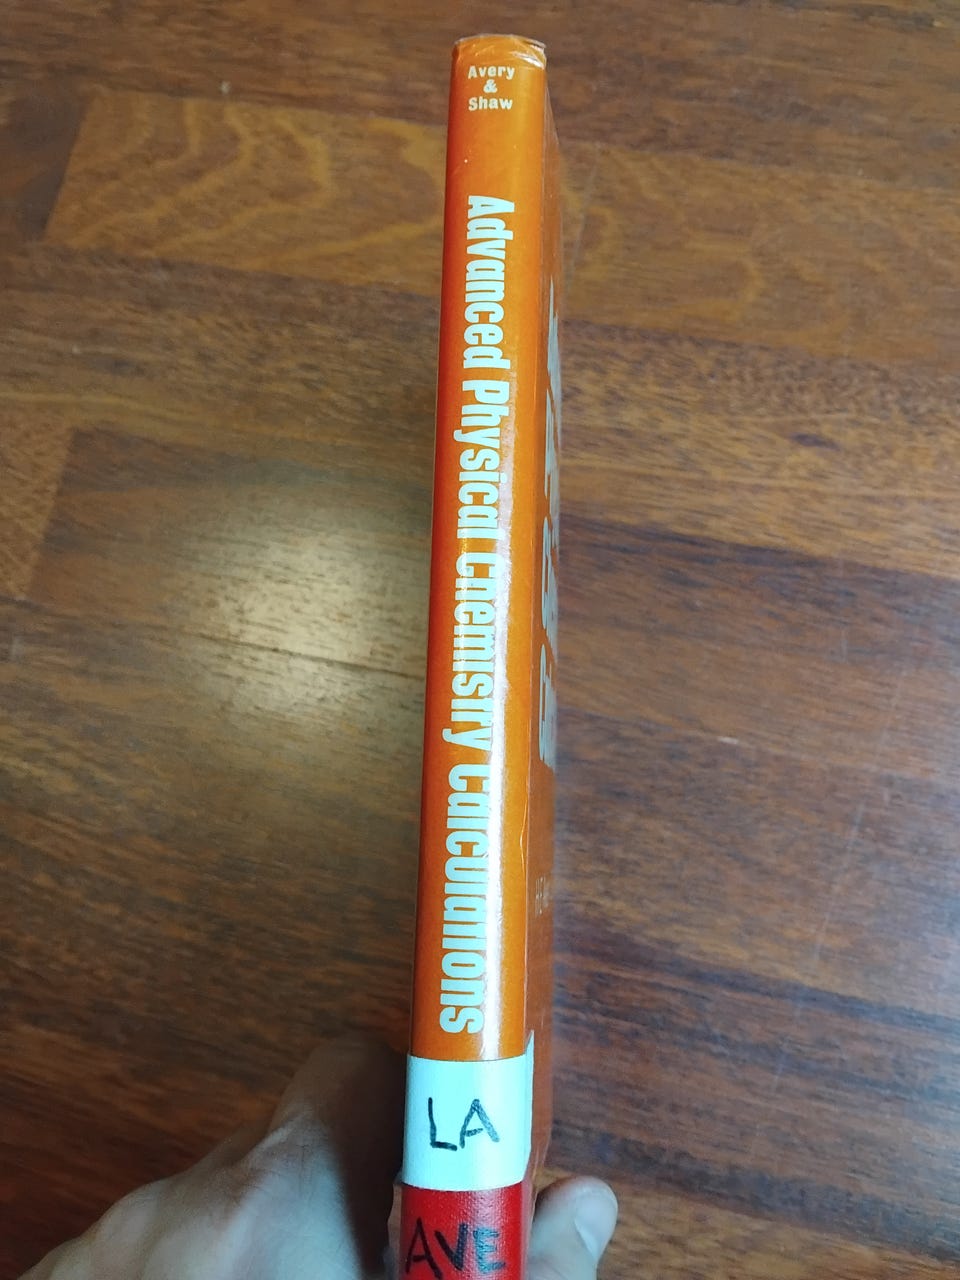 Avery
&
Shaw
Advanced Physical Chemistry Calculations
LA
AVE